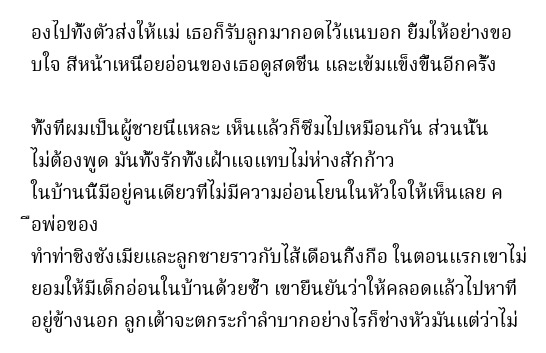 องไปทั้งตัวส่งให้แม่ เธอก็รับลูกมากอดไว้แนบอก ยิ้มให้อย่างขอ
บใจ สีหน้าเหนื่อยอ่อนของเธอดูสดชื่น และเข้มแข็งขึ้นอีกครั้ง
ทั้งที่ผมเป็นผู้ชายนี่แหละ เห็นแล้วก็ซึมไปเหมือนกัน ส่วนนั้น
ไม่ต้องพูด มันทั้งรักทั้งเฝ้าแจแทบไม่ห่างสักก้าว
ในบ้านนี้มีอยู่คนเดียวที่ไม่มีความอ่อนโยนในหัวใจให้เห็นเลย ค
ือพ่อของ
ทำท่าชิงชังเมียและลูกชายราวกับไส้เดือนกิ้งกือ ในตอนแรกเขาไม่
ยอมให้มีเด็กอ่อนในบ้านด้วยซ้ำ เขายืนยันว่าให้คลอดแล้วไปหาที่
อยู่ข้างนอก ลูกเต้าจะตกระกำลำบากอย่างไรก็ช่างหัวมันแต่ว่าไม่